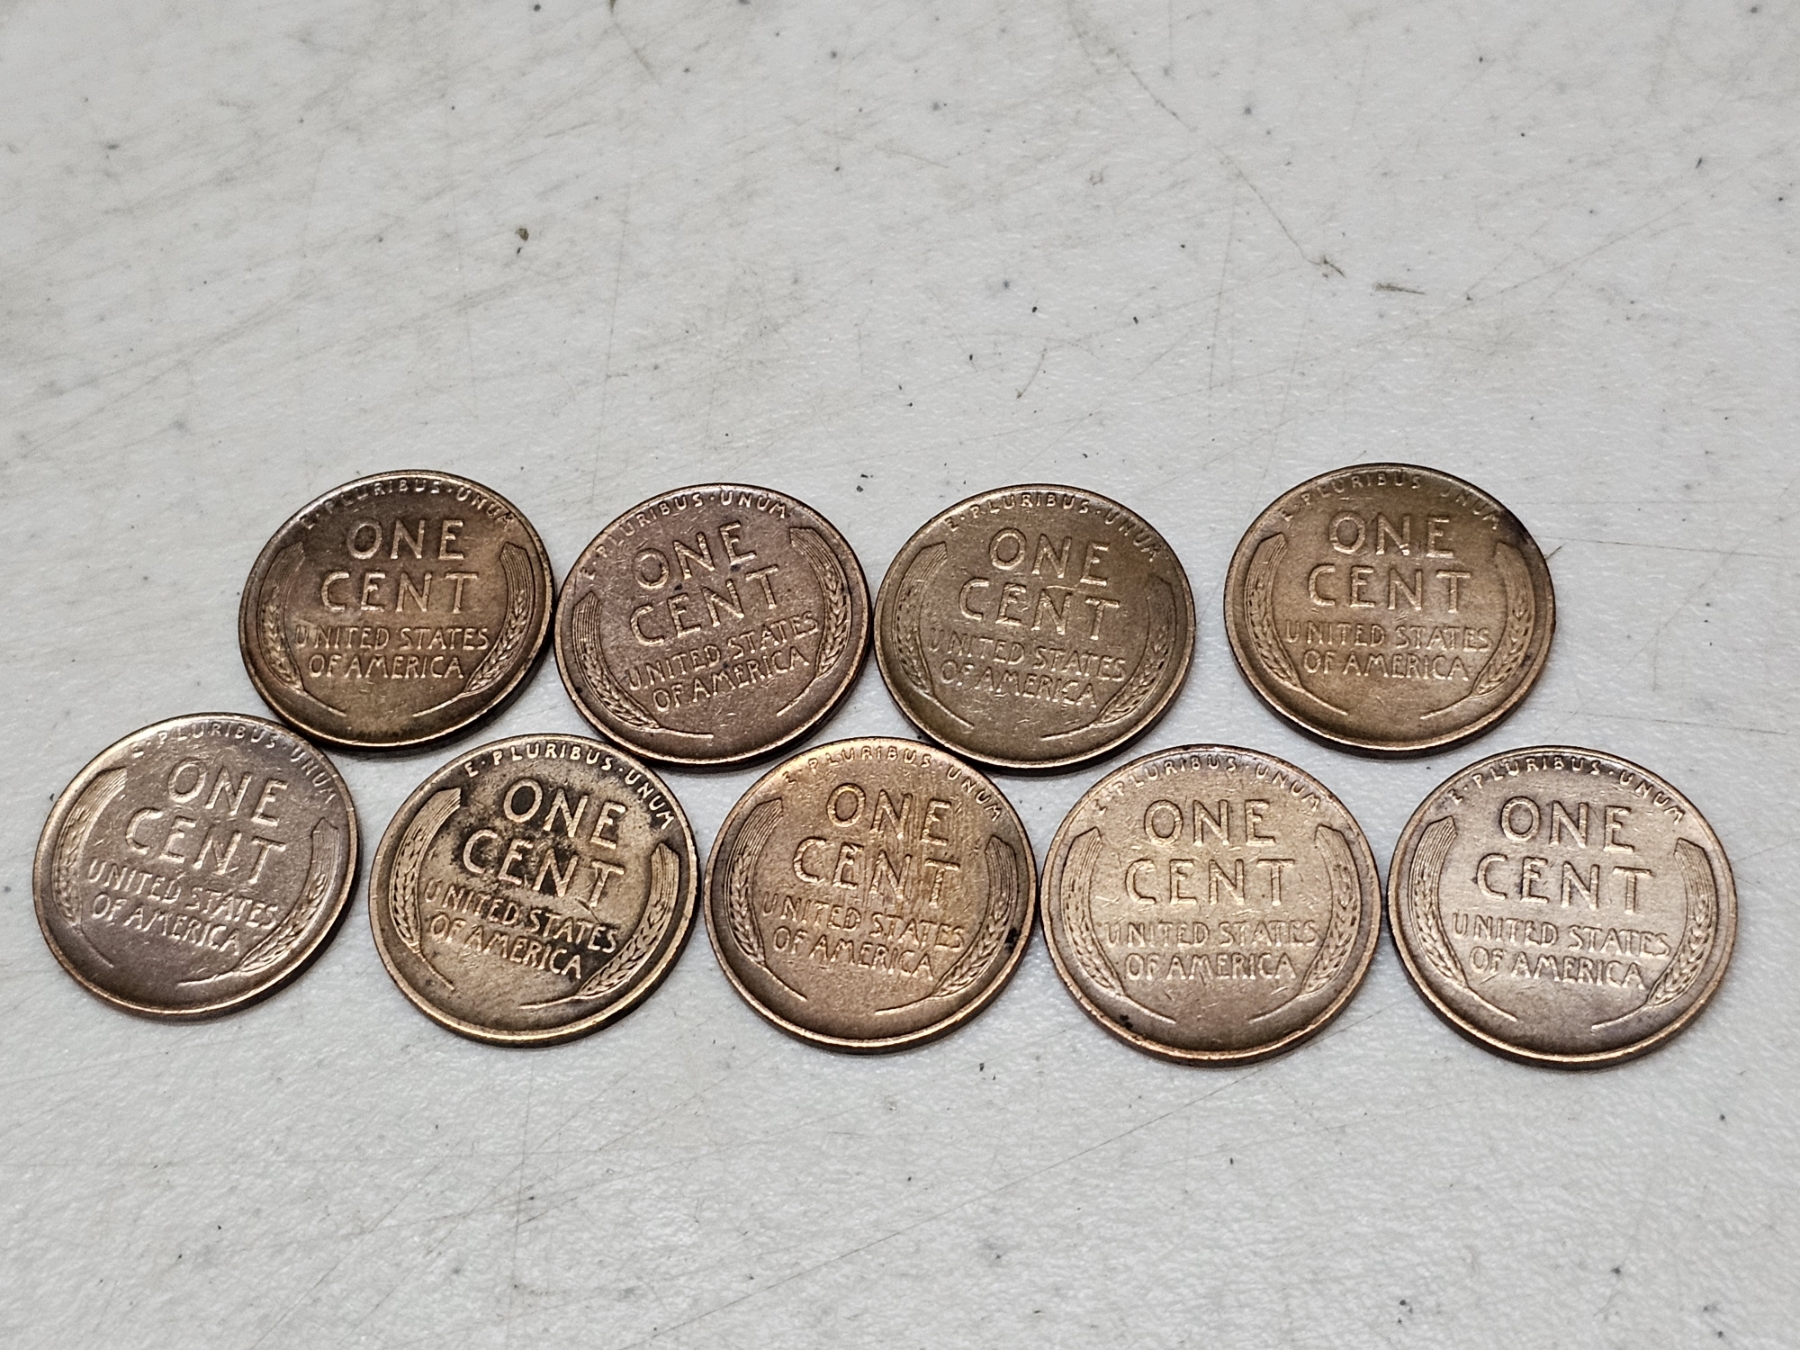 E·PLURIBUS·UNUM
ONE
CENT
UNITED STATES
OF AMERICA
E·PLURIBUS·UNUM
ONE
CENT
UNITED STATES
OF AMERICA
E·PLURIBUS·UNUM
ONE
CENT
UNITED STATES
OF AMERICA
E·PLURIBUS UNUM
ONE
CENT
UNITED STATES
OF AMERICA
E·PLURIBUS·UNUM
ONE
CENT
UNITED STATES
OF AMERICA
E·PLURIBUS·UNUM
ONE
CENT
UNITED STATES
OF AMERICA
E·PLURIBUS·UNUM
ONE
CENT
UNITED STATES
OF AMERICA
E·PLURIBUS·UNUM
ONE
CENT
UNITED STATES
OF AMERICA
E·PLURIBUS·UNUM
ONE
CENT
UNITED STATES
OF AMERICA